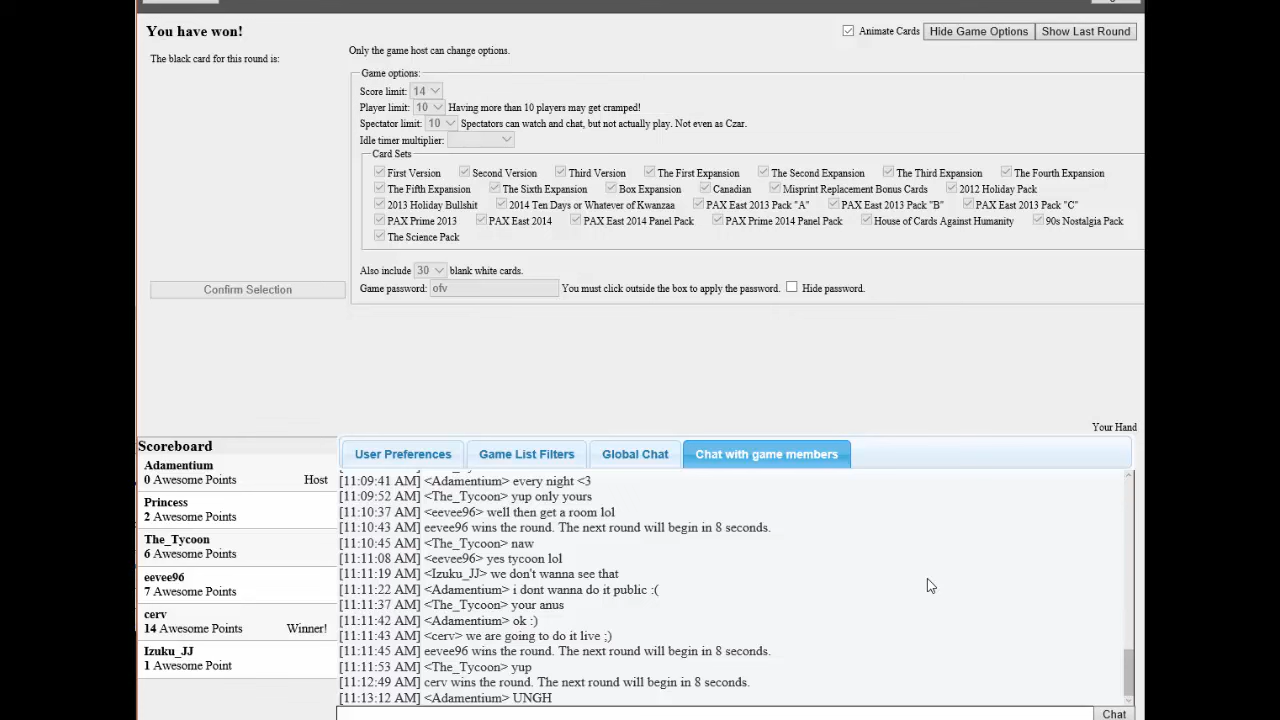 You have won!
Animate Cards Hide Game Options Show Last Round
The black card for this round is:
Only the game host can change options.
Game options:
Score limit: 14
Player limit: 10 Having more than 10 players may get cramped!
Spectator limit: 10 Spectators can watch and chat, but not actually play. Not even as Czar.
Idle timer multiplier:
Card Sets
First Version Second Version Third Version The First Expansion The Second Expansion The Third Expansion The Fourth Expansion
The Fifth Expansion The Sixth Expansion Box Expansion Canadian Misprint Replacement Bonus Cards 2012 Holiday Pack
2013 Holiday Bullshit 2014 Ten Days or Whatever of Kwanzaa PAX East 2013 Pack "A" PAX East 2013 Pack "B" PAX East 2013 Pack "C"
PAX Prime 2013 PAX East 2014 PAX East 2014 Panel Pack PAX Prime 2014 Panel Pack House of Cards Against Humanity 90s Nostalgia Pack
The Science Pack
Also include 30 blank white cards.
Confirm Selection
Game password: ofv You must click outside the box to apply the password. Hide password.
Your Hand
Scoreboard
Adamentium
0 Awesome Points Host
Princess
2 Awesome Points
The_Tycoon
6 Awesome Points
eevee96
7 Awesome Points
cerv
14 Awesome Points Winner!
Izuku_JJ
1 Awesome Point
User Preferences Game List Filters Global Chat Chat with game members
[11:09:41 AM] <Adamentium> every night <3
[11:09:52 AM] <The_Tycoon> yup only yours
[11:10:37 AM] <eevee96> well then get a room lol
[11:10:43 AM] eevee96 wins the round. The next round will begin in 8 seconds.
[11:10:45 AM] <The_Tycoon> naw
[11:11:08 AM] <eevee96> yes tycoon lol
[11:11:19 AM] <Izuku_JJ> we don't wanna see that
[11:11:22 AM] <Adamentium> i dont wanna do it public :(
[11:11:37 AM] <The_Tycoon> your anus
[11:11:42 AM] <Adamentium> ok :)
[11:11:43 AM] <cerv> we are going to do it live ;)
[11:11:45 AM] eevee96 wins the round. The next round will begin in 8 seconds.
[11:11:53 AM] <The_Tycoon> yup
[11:12:49 AM] cerv wins the round. The next round will begin in 8 seconds.
[11:13:12 AM] <Adamentium> UNGH
Chat